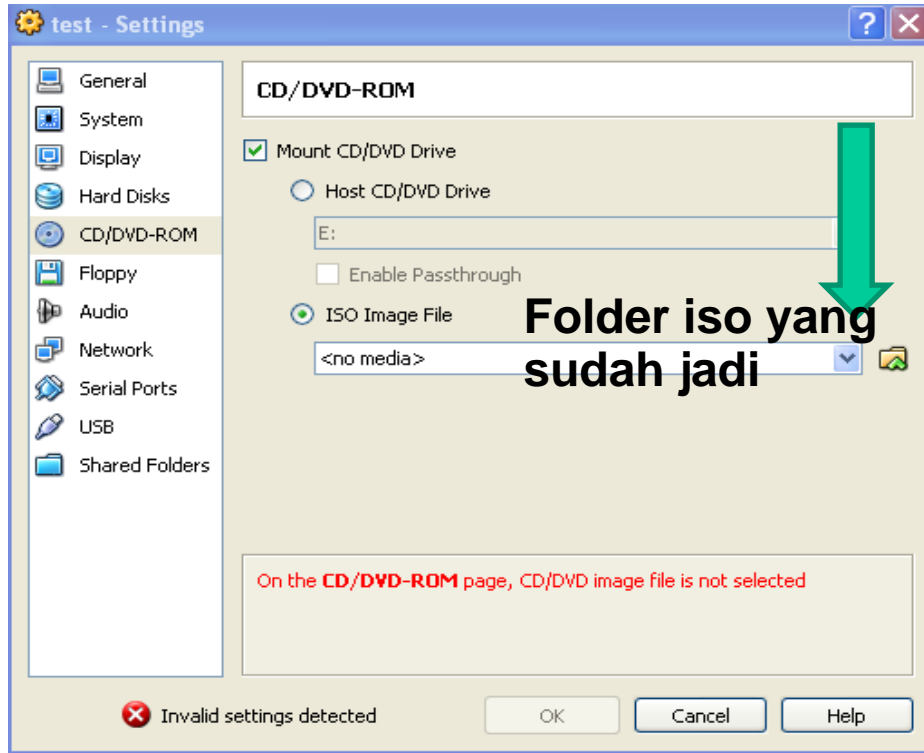 test - Settings
General
System
Display
Hard Disks
CD/DVD-ROM
Floppy
Audio
Network
Serial Ports
USB
Shared Folders
CD/DVD-ROM
Mount CD/DVD Drive
Host CD/DVD Drive
E:
Enable Passthrough
ISO Image File
<no media>
Folder iso yang
sudah jadi
On the CD/DVD-ROM page, CD/DVD image file is not selected
Invalid settings detected
OK
Cancel
Help